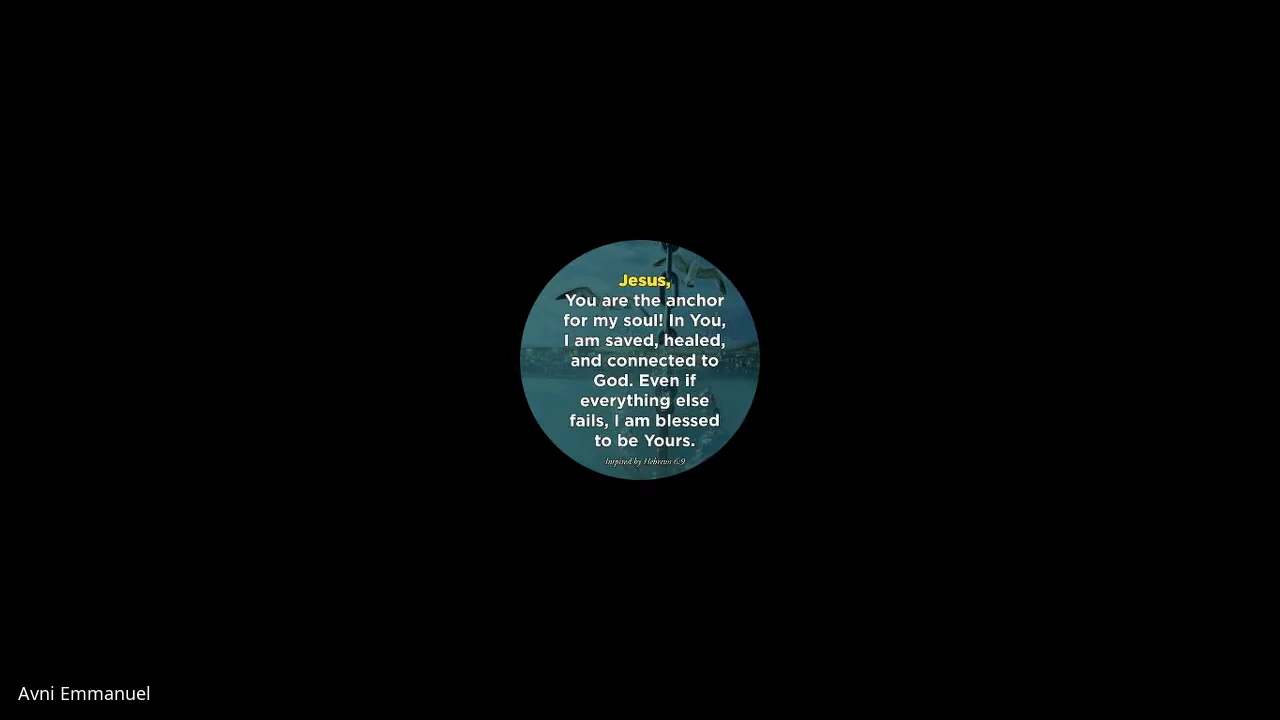 Jesus,
You are the anchor
for my soul! In You,
I am saved, healed,
and connected to
God. Even if
everything else
fails, I am blessed
to be Yours.
Inspired by Hebrews 6:9
Avni Emmanuel